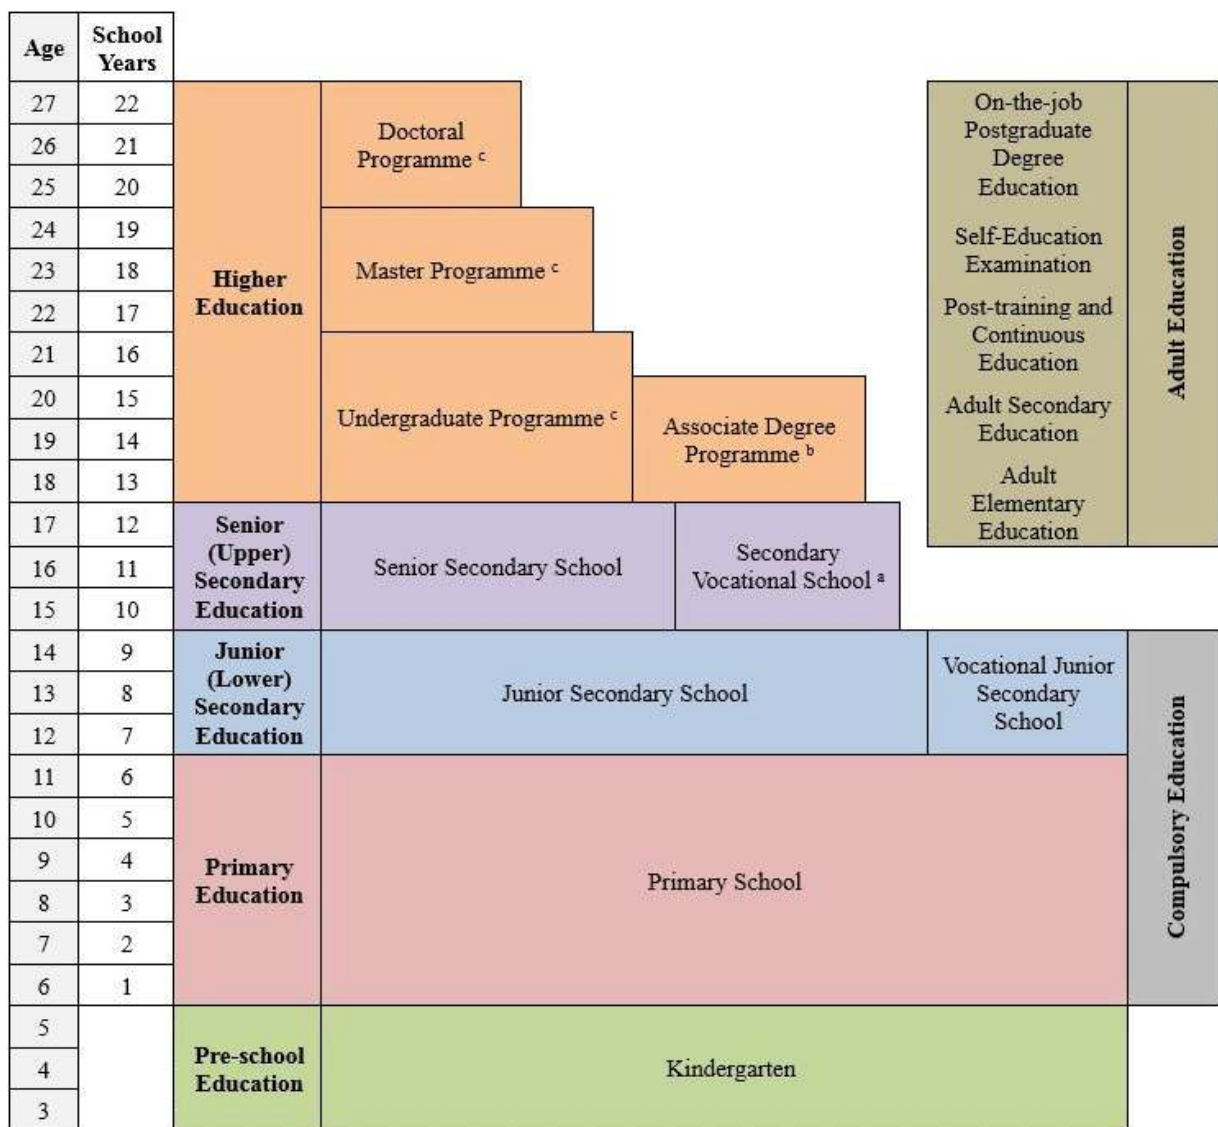 Age
School
Years
27
22
26
21
25
20
24
19
23
18
22
17
21
16
20
15
19
14
18
13
17
12
16
11
15
10
14
9
13
8
12
7
11
6
10
5
9
4
8
3
7
2
6
1
5
4
3
Higher
Education
Doctoral
Programme ᶜ
Master Programme ᶜ
Undergraduate Programme ᶜ
Associate Degree
Programme ᵇ
Senior
(Upper)
Secondary
Education
Senior Secondary School
Secondary
Vocational School ᵃ
Junior
(Lower)
Secondary
Education
Junior Secondary School
Vocational Junior
Secondary
School
Primary
Education
Primary School
Pre-school
Education
Kindergarten
On-the-job
Postgraduate
Degree
Education
Self-Education
Examination
Post-training and
Continuous
Education
Adult Secondary
Education
Adult
Elementary
Education
Adult Education
Compulsory Education